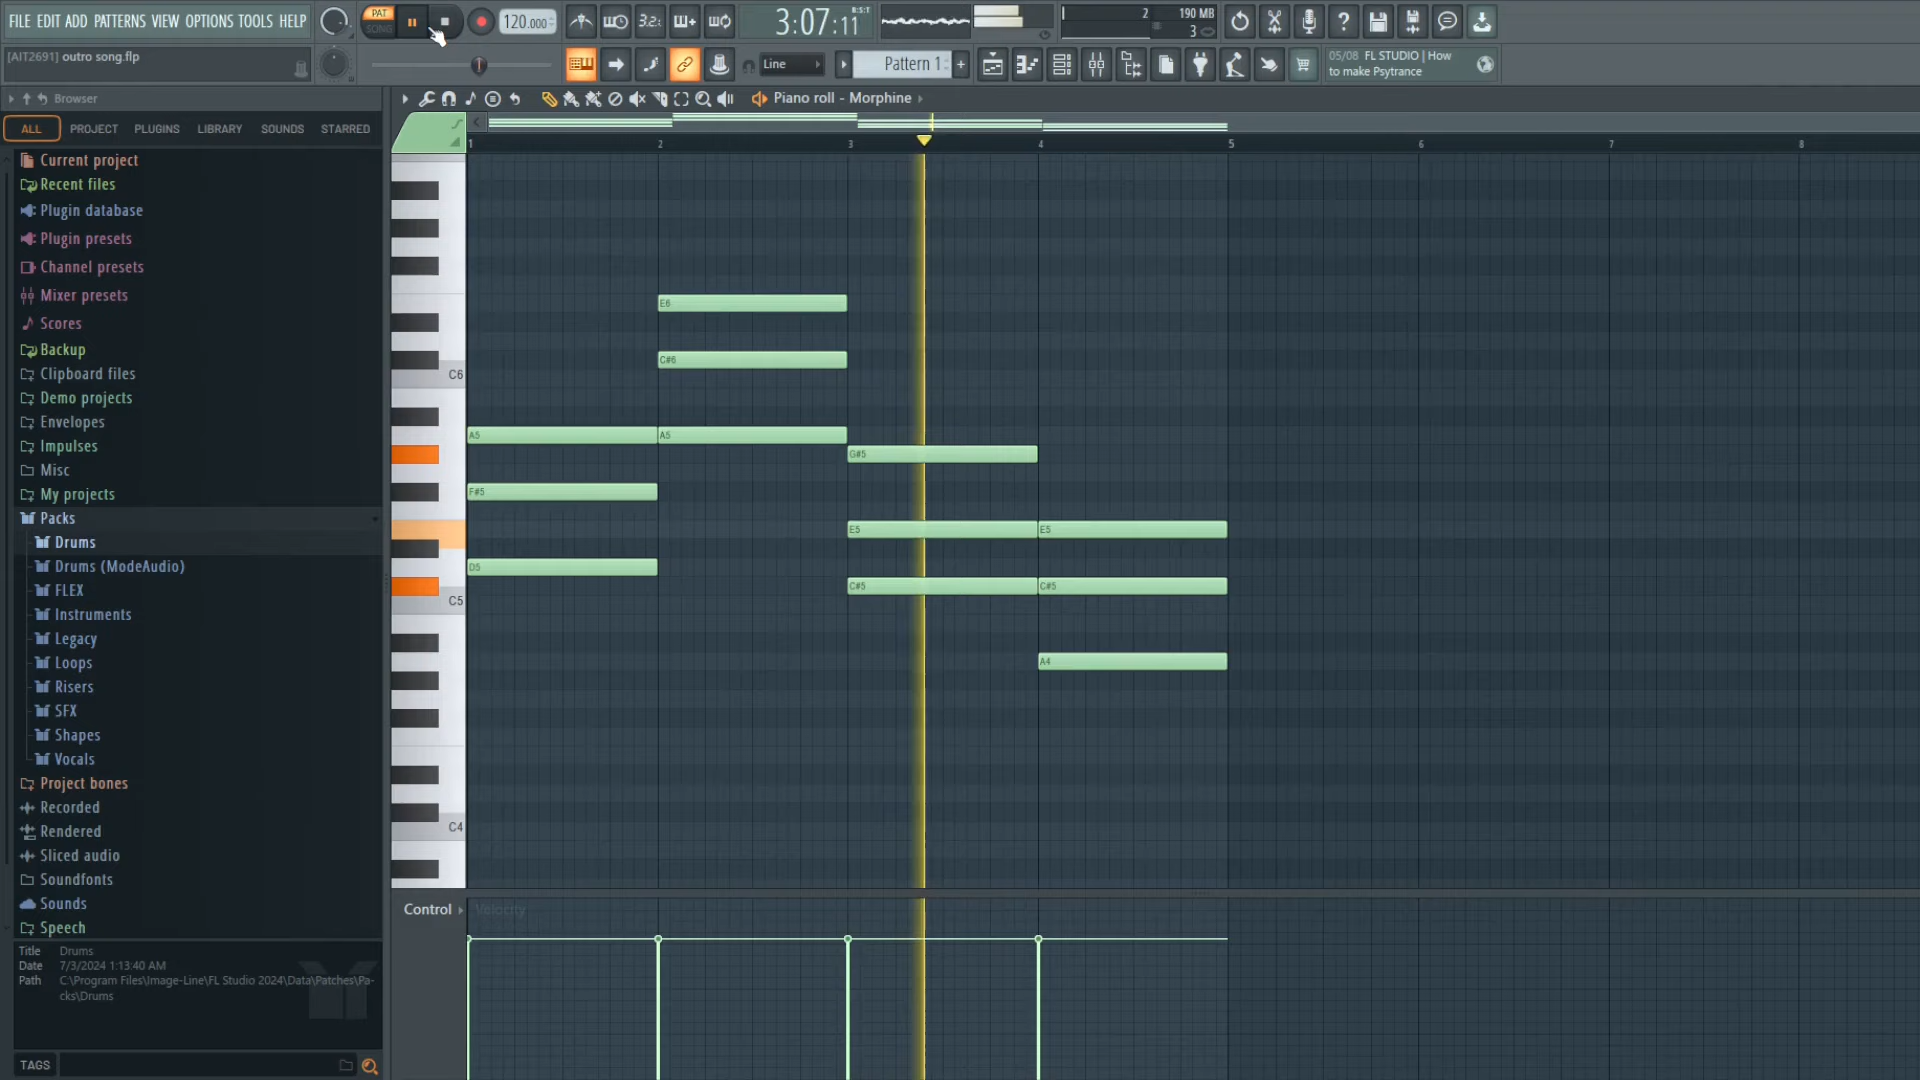 FILE EDIT ADD PATTERNS VIEW OPTIONS TOOLS HELP
PAT
SONG
120.000
3:2:
3:07:11
B:S:T
2
190 MB
3
[AIT2691] outro song.flp
Line
Pattern 1
+
05/08 FL STUDIO | How
to make Psytrance
Browser
Piano roll - Morphine
ALL
PROJECT
PLUGINS
LIBRARY
SOUNDS
STARRED
1
2
3
4
5
6
7
8
Current project
Recent files
Plugin database
Plugin presets
Channel presets
Mixer presets
Scores
Backup
Clipboard files
Demo projects
Envelopes
Impulses
Misc
My projects
Packs
Drums
Drums (ModeAudio)
FLEX
Instruments
Legacy
Loops
Risers
SFX
Shapes
Vocals
Project bones
Recorded
Rendered
Sliced audio
Soundfonts
Sounds
Speech
C6
C5
C4
E6
C#6
A5
A5
G#5
F#5
E5
E5
D5
C#5
C#5
A4
Control
Velocity
Title Drums
Date 7/3/2024 1:13:40 AM
Path C:\Program Files\Image-Line\FL Studio 2024\Data\Patches\Pa-
cks\Drums
TAGS